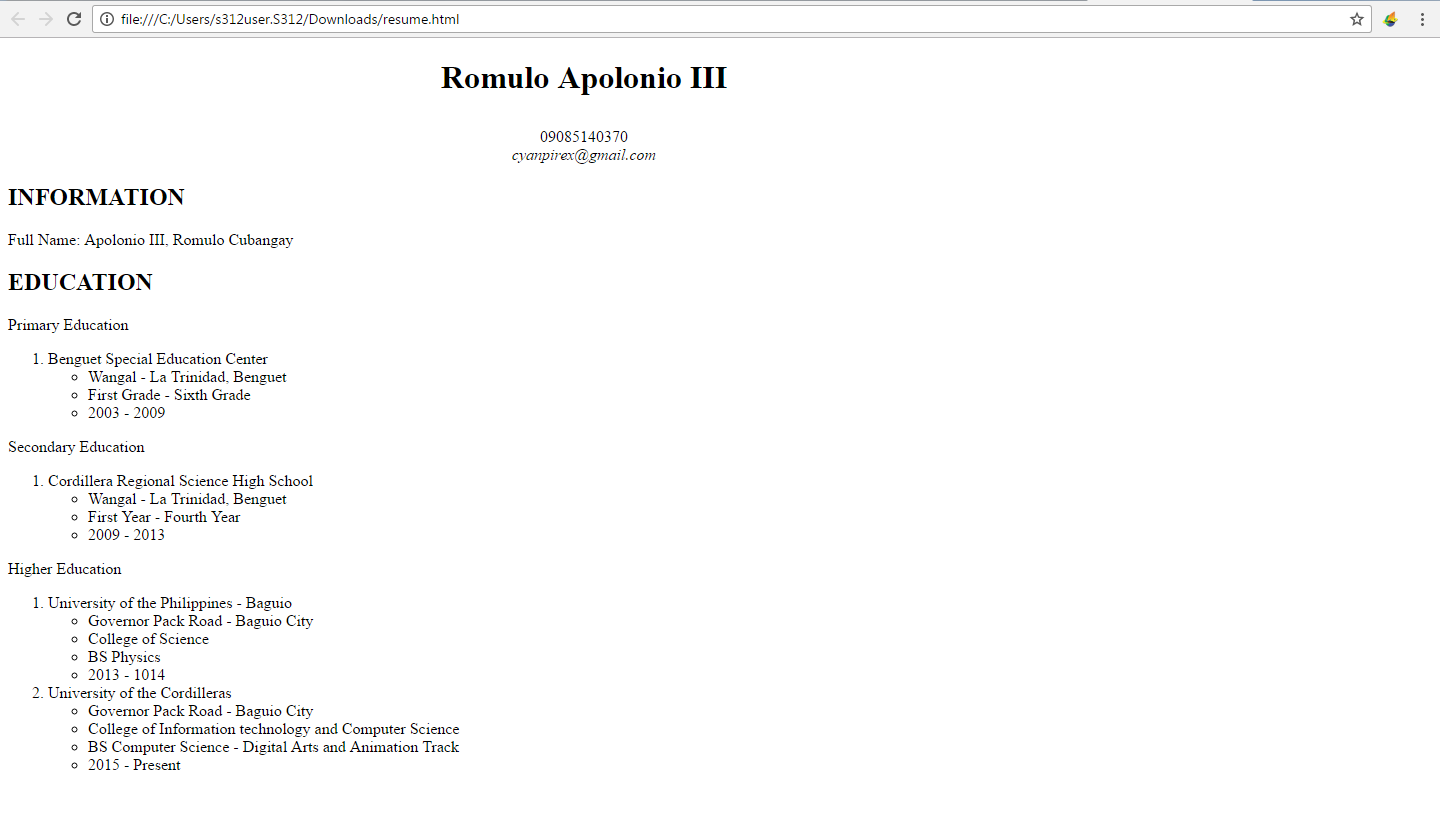 file:///C:/Users/s312user.S312/Downloads/resume.html
Romulo Apolonio III
09085140370
cyanpirex@gmail.com
INFORMATION
Full Name: Apolonio III, Romulo Cubangay
EDUCATION
Primary Education
1. Benguet Special Education Center
Wangal - La Trinidad, Benguet
First Grade - Sixth Grade
2003 - 2009
Secondary Education
1. Cordillera Regional Science High School
Wangal - La Trinidad, Benguet
First Year - Fourth Year
2009 - 2013
Higher Education
1. University of the Philippines - Baguio
Governor Pack Road - Baguio City
College of Science
BS Physics
2013 - 1014
2. University of the Cordilleras
Governor Pack Road - Baguio City
College of Information technology and Computer Science
BS Computer Science - Digital Arts and Animation Track
2015 - Present